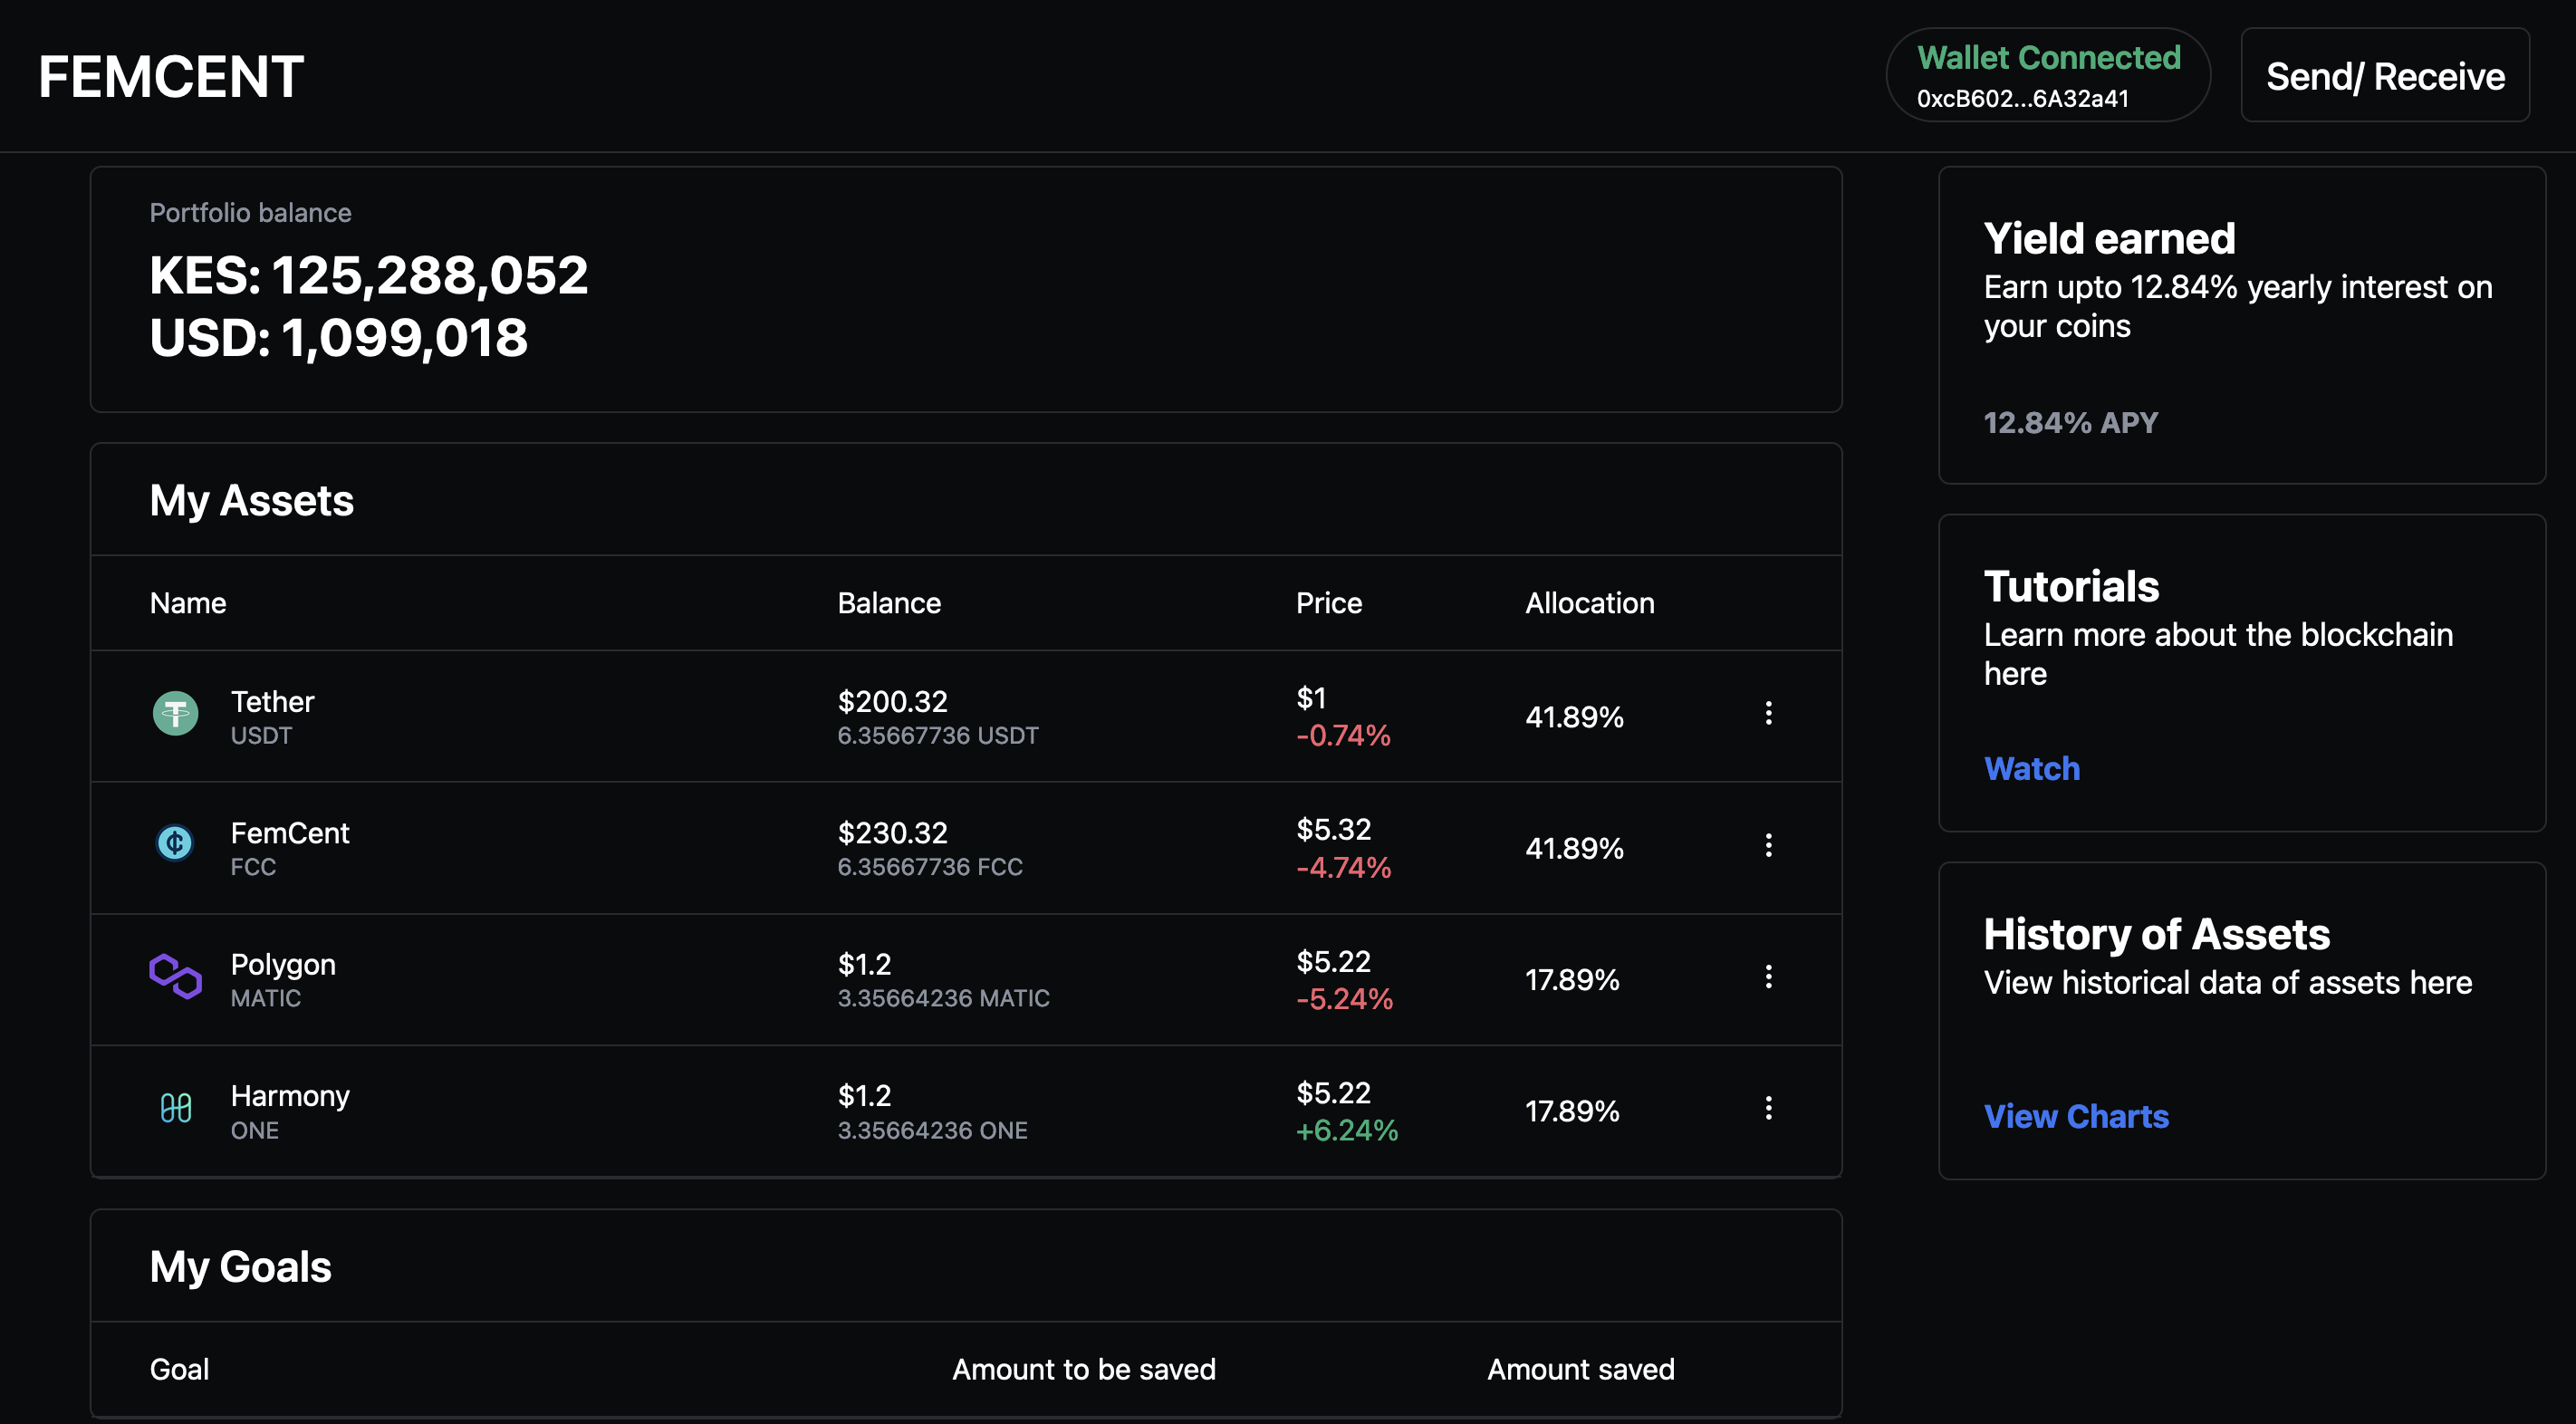 FEMCENT
Wallet Connected
0xcB602...6A32a41
Send/ Receive
Portfolio balance
KES: 125,288,052
USD: 1,099,018
My Assets
Name Balance Price Allocation
Tether $200.32 $1 41.89%
USDT 6.35667736 USDT -0.74%
FemCent $230.32 $5.32 41.89%
FCC 6.35667736 FCC -4.74%
Polygon $1.2 $5.22 17.89%
MATIC 3.35664236 MATIC -5.24%
Harmony $1.2 $5.22 17.89%
ONE 3.35664236 ONE +6.24%
My Goals
Goal Amount to be saved Amount saved
Yield earned
Earn upto 12.84% yearly interest on
your coins
12.84% APY
Tutorials
Learn more about the blockchain
here
Watch
History of Assets
View historical data of assets here
View Charts